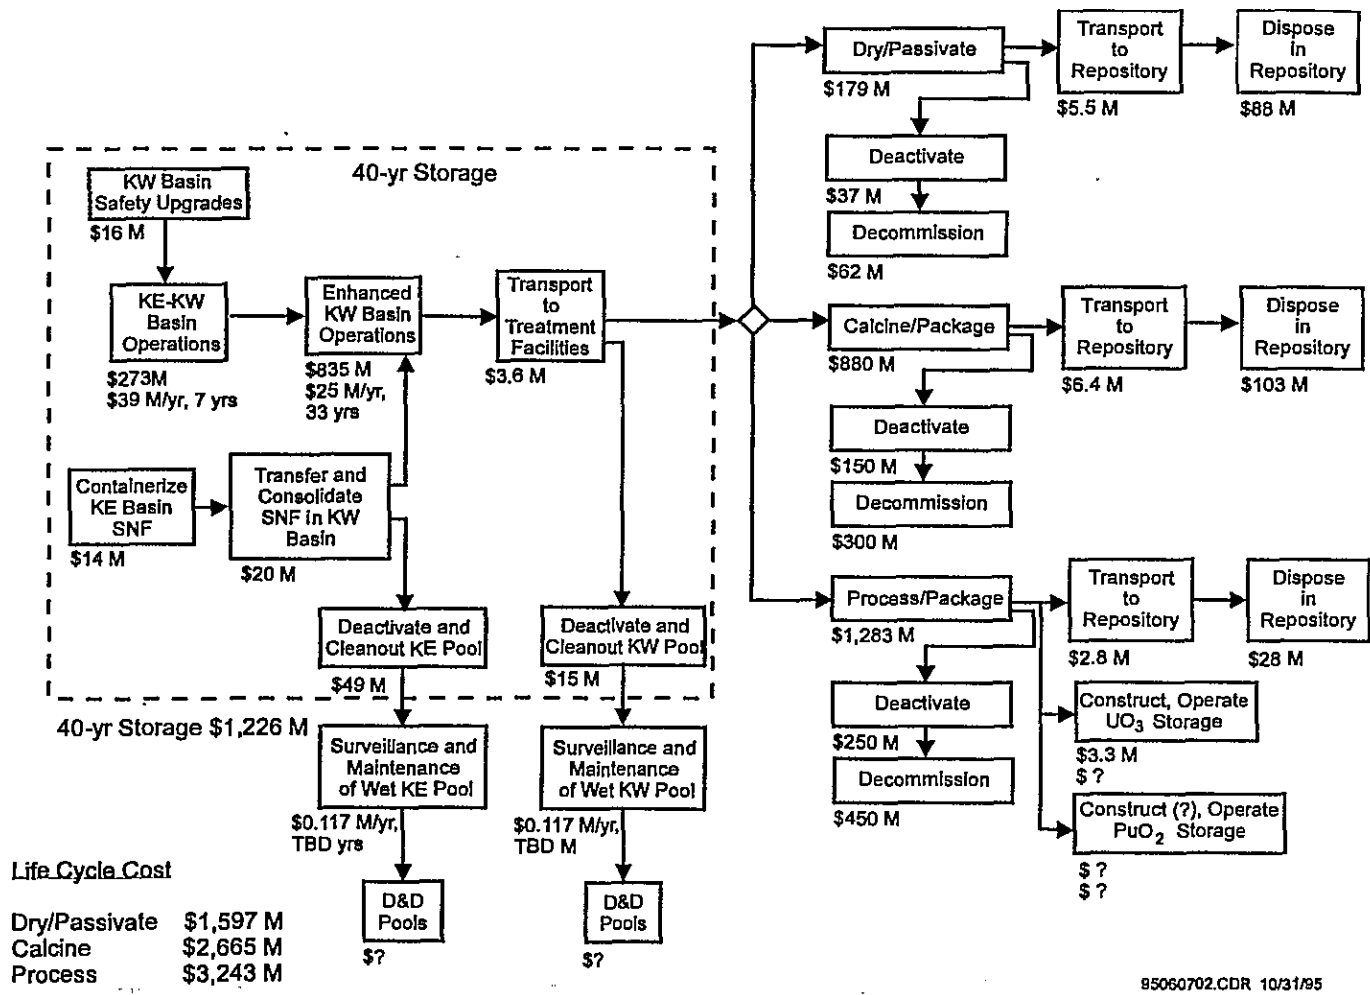 40-yr Storage
KW Basin
Safety Upgrades
$16 M
KE-KW
Basin
Operations
$273M
$39 M/yr, 7 yrs
Enhanced
KW Basin
Operations
$835 M
$25 M/yr,
33 yrs
Transport
to
Treatment
Facilities
$3.6 M
Containerize
KE Basin
SNF
$14 M
Transfer and
Consolidate
SNF in KW
Basin
$20 M
Deactivate and
Cleanout KE Pool
$49 M
Deactivate and
Cleanout KW Pool
$15 M
40-yr Storage $1,226 M
Surveillance and
Maintenance
of Wet KE Pool
$0.117 M/yr,
TBD yrs
Surveillance and
Maintenance
of Wet KW Pool
$0.117 M/yr,
TBD M
D&D
Pools
$?
D&D
Pools
$?
Dry/Passivate
$179 M
Transport
to
Repository
$5.5 M
Dispose
in
Repository
$88 M
Deactivate
$37 M
Decommission
$62 M
Calcine/Package
$880 M
Transport
to
Repository
$6.4 M
Dispose
in
Repository
$103 M
Deactivate
$150 M
Decommission
$300 M
Process/Package
$1,283 M
Transport
to
Repository
$2.8 M
Dispose
in
Repository
$28 M
Deactivate
$250 M
Decommission
$450 M
Construct, Operate
UO3 Storage
$3.3 M
$ ?
Construct (?), Operate
PuO2 Storage
$ ?
$ ?
Life Cycle Cost
Dry/Passivate $1,597 M
Calcine $2,665 M
Process $3,243 M
95060702.CDR 10/31/95